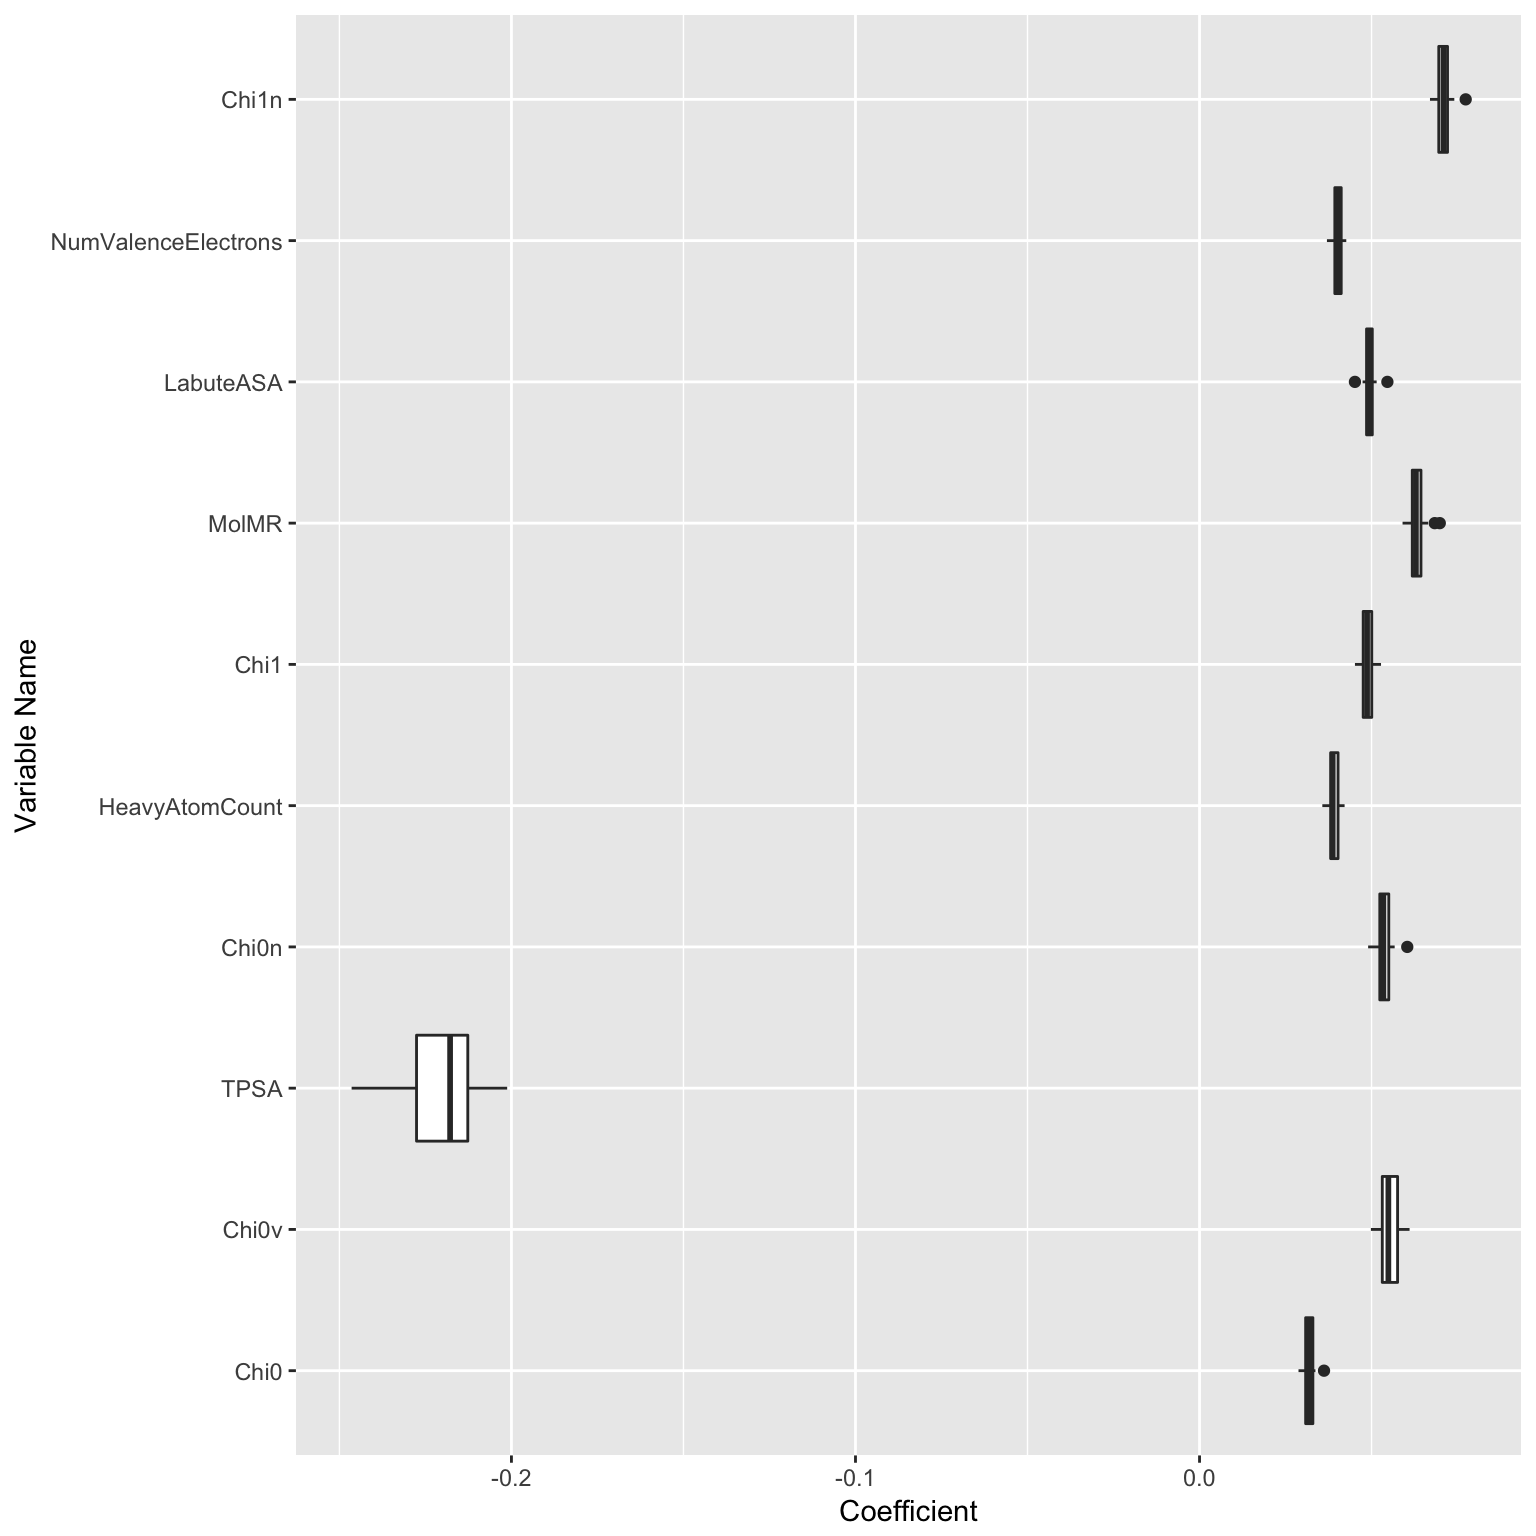 Chi1n
NumValenceElectrons
LabuteASA
MolMR
Chi1
HeavyAtomCount
Chi0n
TPSA
Chi0v
Chi0
Variable Name
-0.2 -0.1 0.0
Coefficient